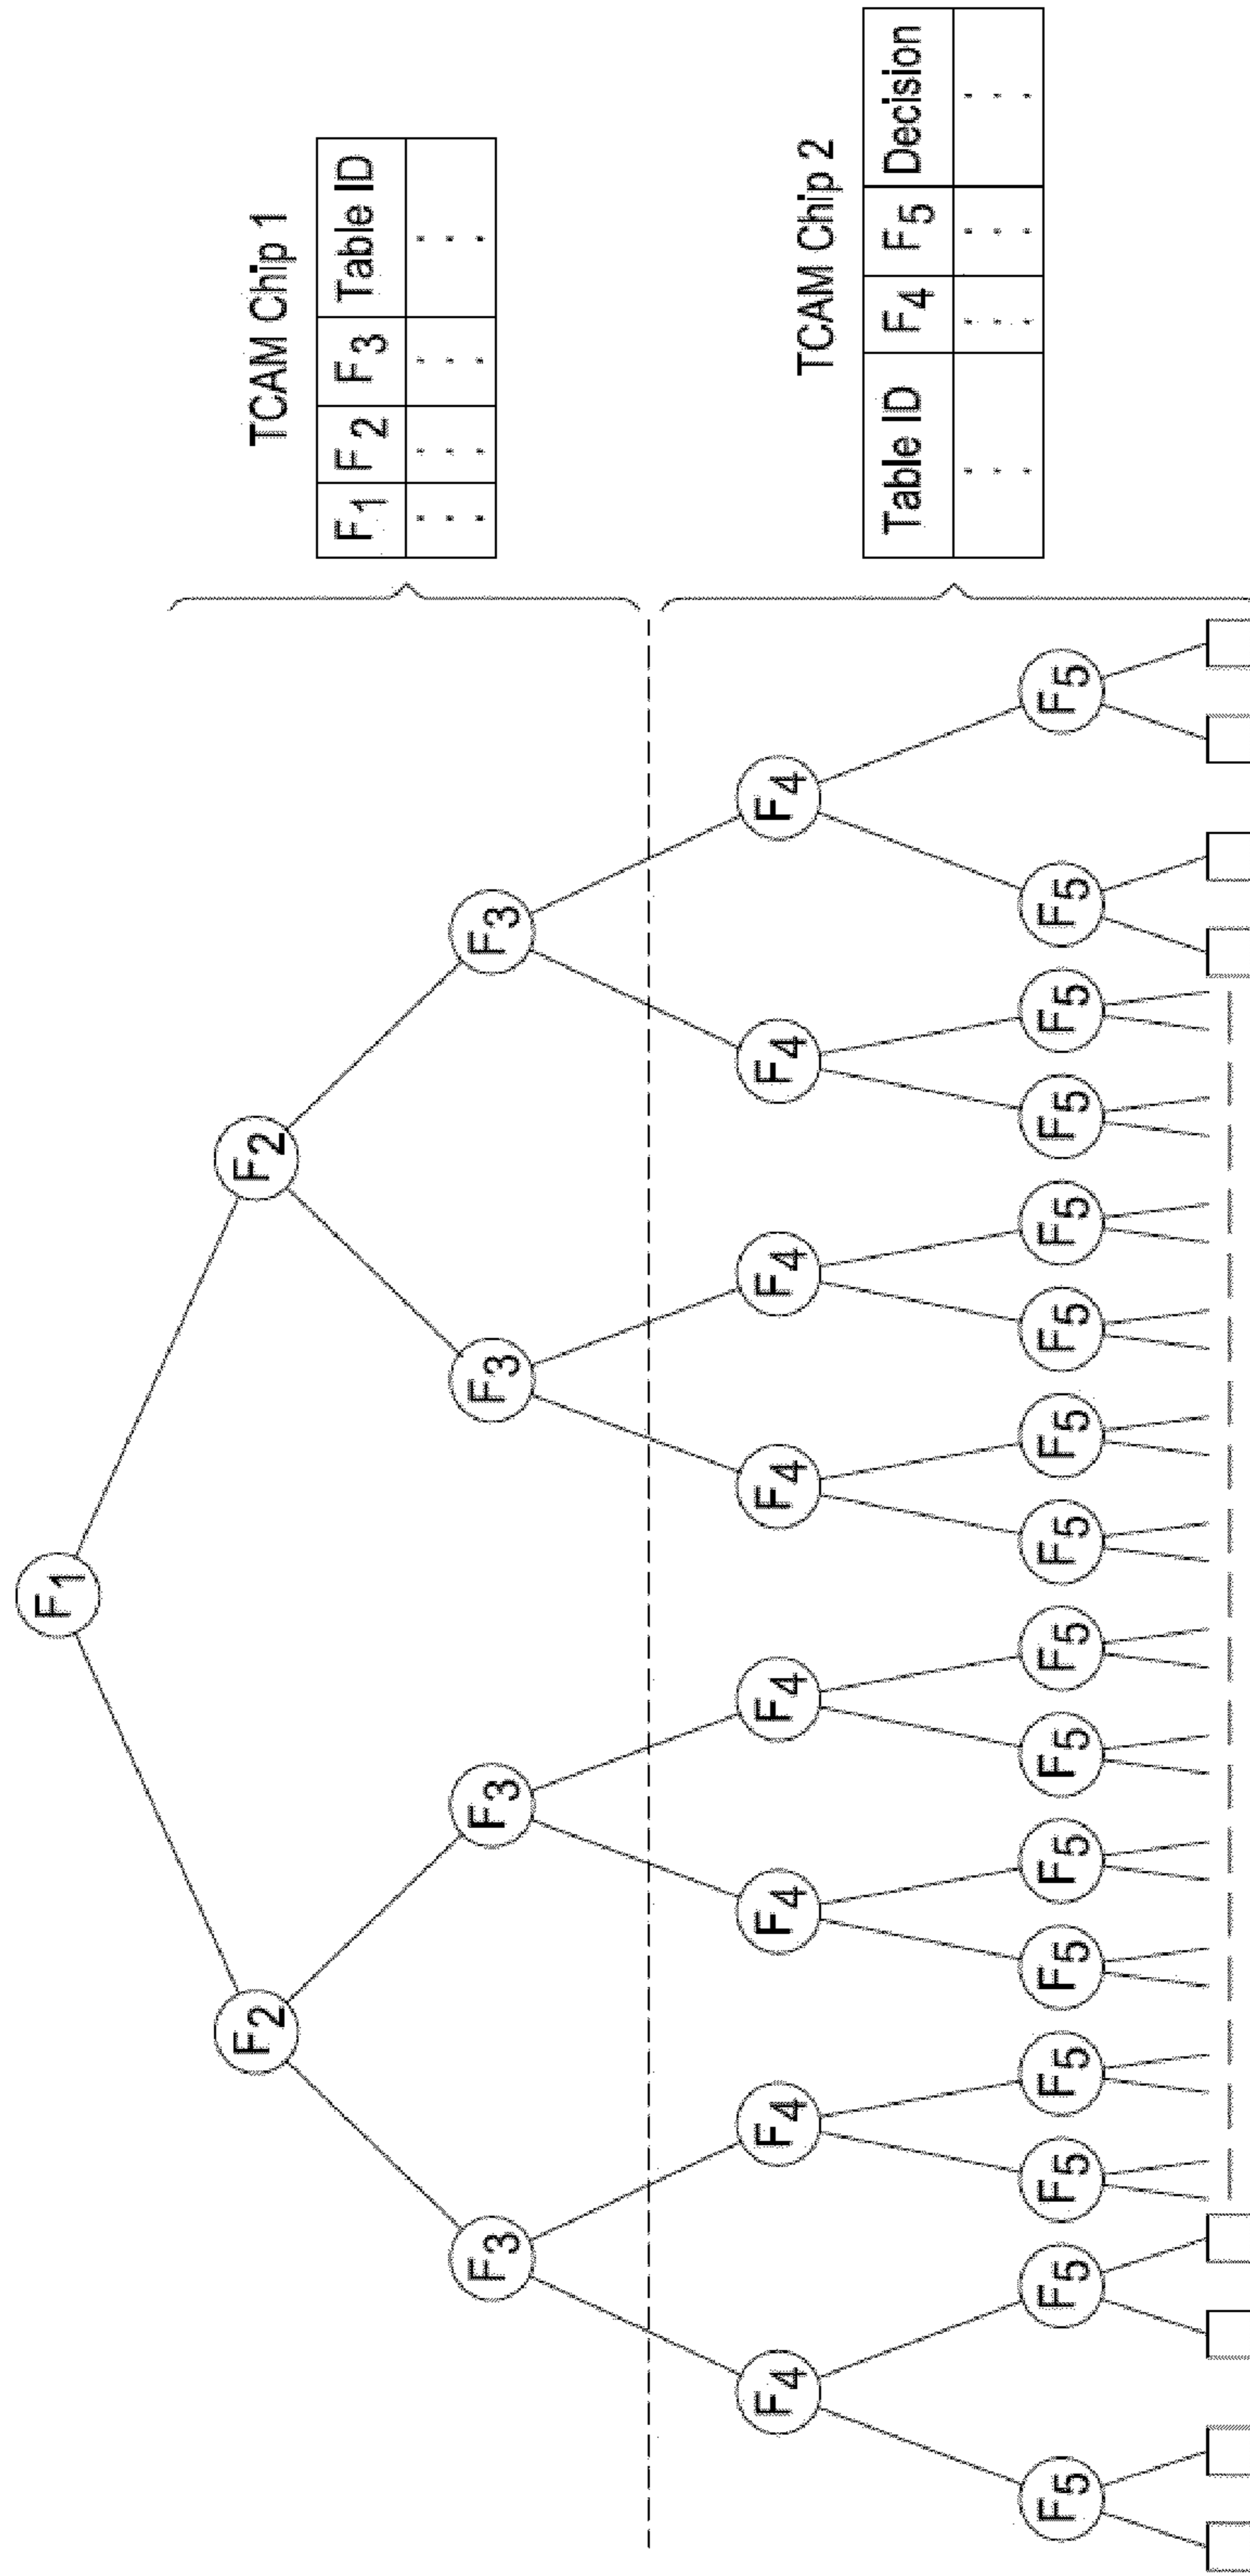 F1
F2 F2
F3 F3 F3 F3
F4 F4 F4 F4 F4 F4 F4 F4
F5 F5 F5 F5 F5 F5 F5 F5 F5 F5 F5 F5 F5 F5 F5 F5
TCAM Chip 1
F1 F2 F3 Table ID
TCAM Chip 2
Table ID F4 F5 Decision